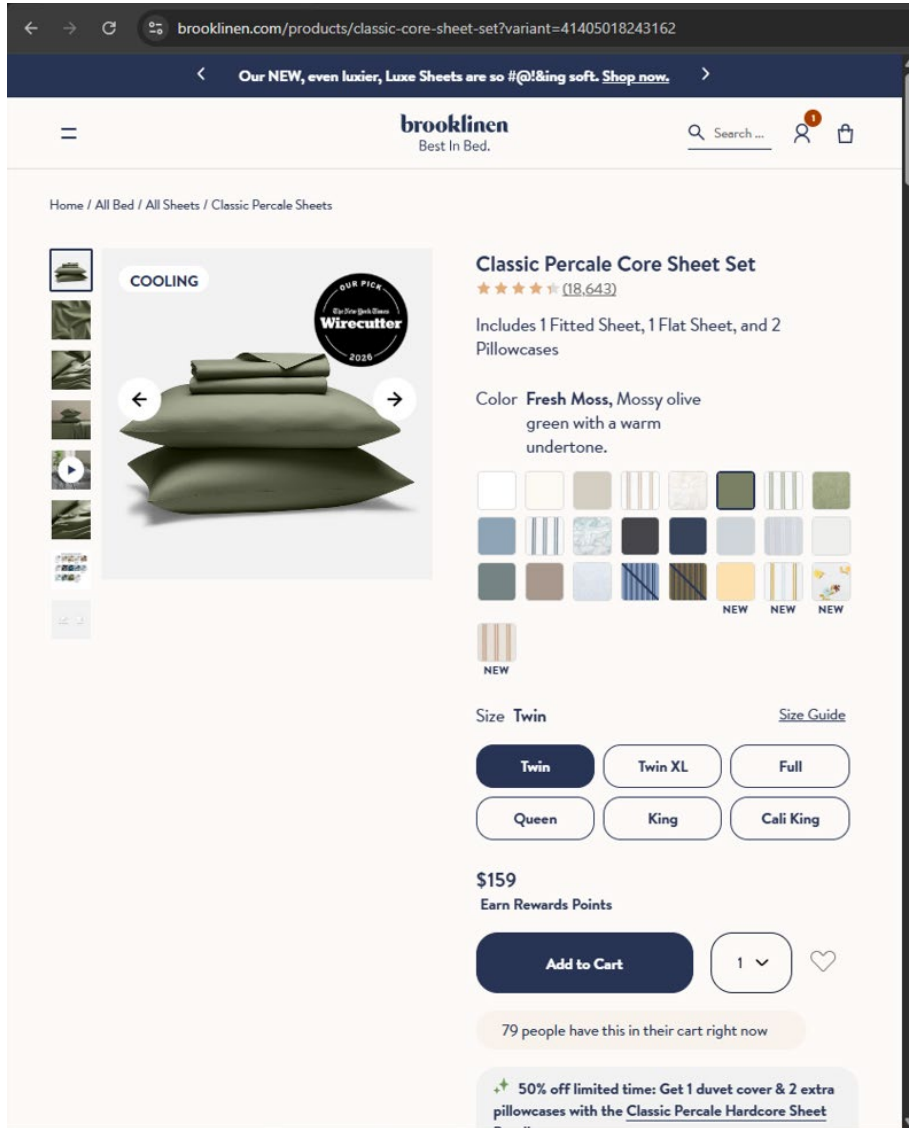 brooklinen.com/products/classic-core-sheet-set?variant=41405018243162
Our NEW, even luxier, Luxe Sheets are so #@!&ing soft. Shop now.
brooklinen
Best In Bed.
Search ...
1
Home / All Bed / All Sheets / Classic Percale Sheets
COOLING
OUR PICK
The New York Times
Wirecutter
2026
Classic Percale Core Sheet Set
(18,643)
Includes 1 Fitted Sheet, 1 Flat Sheet, and 2
Pillowcases
Color Fresh Moss, Mossy olive
green with a warm
undertone.
NEW NEW NEW
NEW
Size Twin
Size Guide
Twin
Twin XL
Full
Queen
King
Cali King
$159
Earn Rewards Points
Add to Cart
1
79 people have this in their cart right now
50% off limited time: Get 1 duvet cover & 2 extra
pillowcases with the Classic Percale Hardcore Sheet